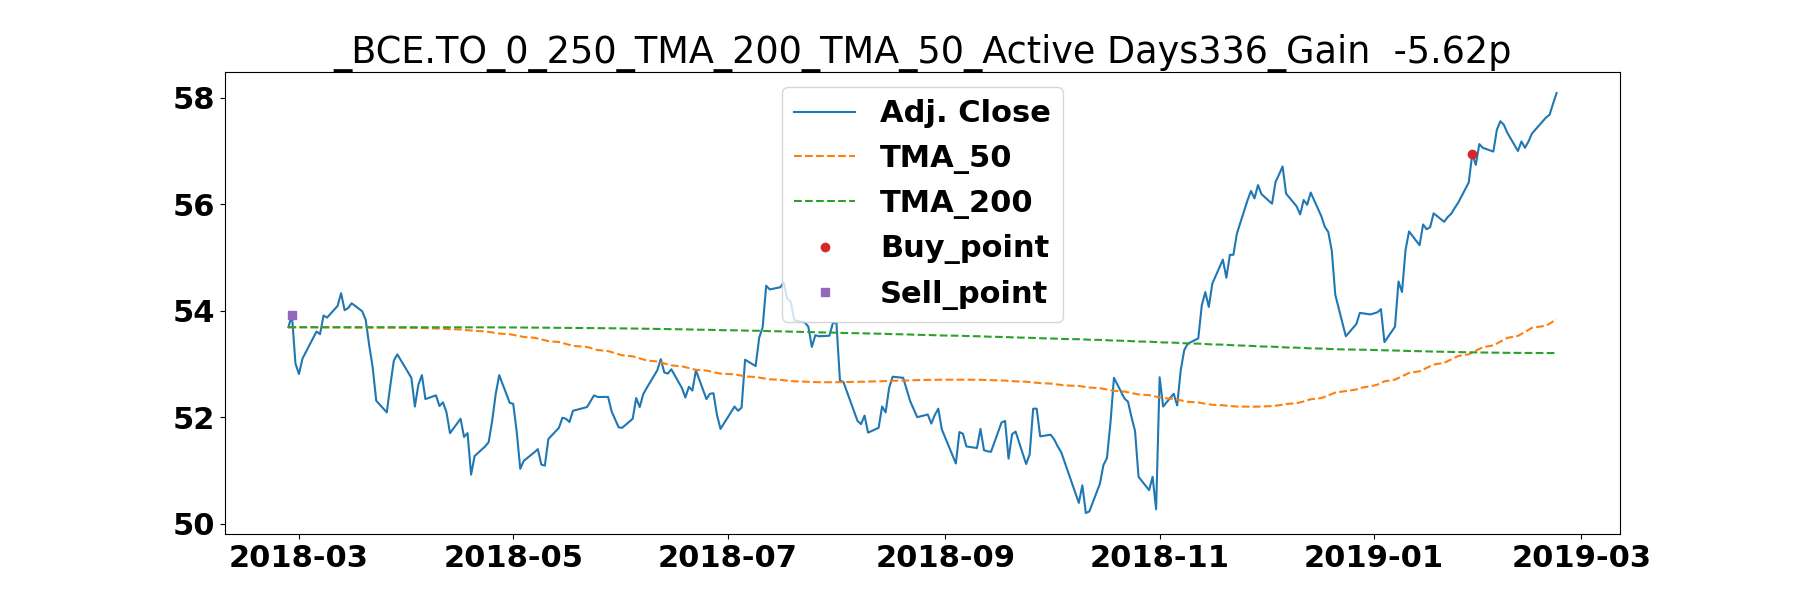 _BCE.TO_0_250_TMA_200_TMA_50_Active Days336_Gain  -5.62p
58
56
54
52
50
Adj. Close
TMA_50
TMA_200
Buy_point
Sell_point
2018-03 2018-05 2018-07 2018-09 2018-11 2019-01 2019-03